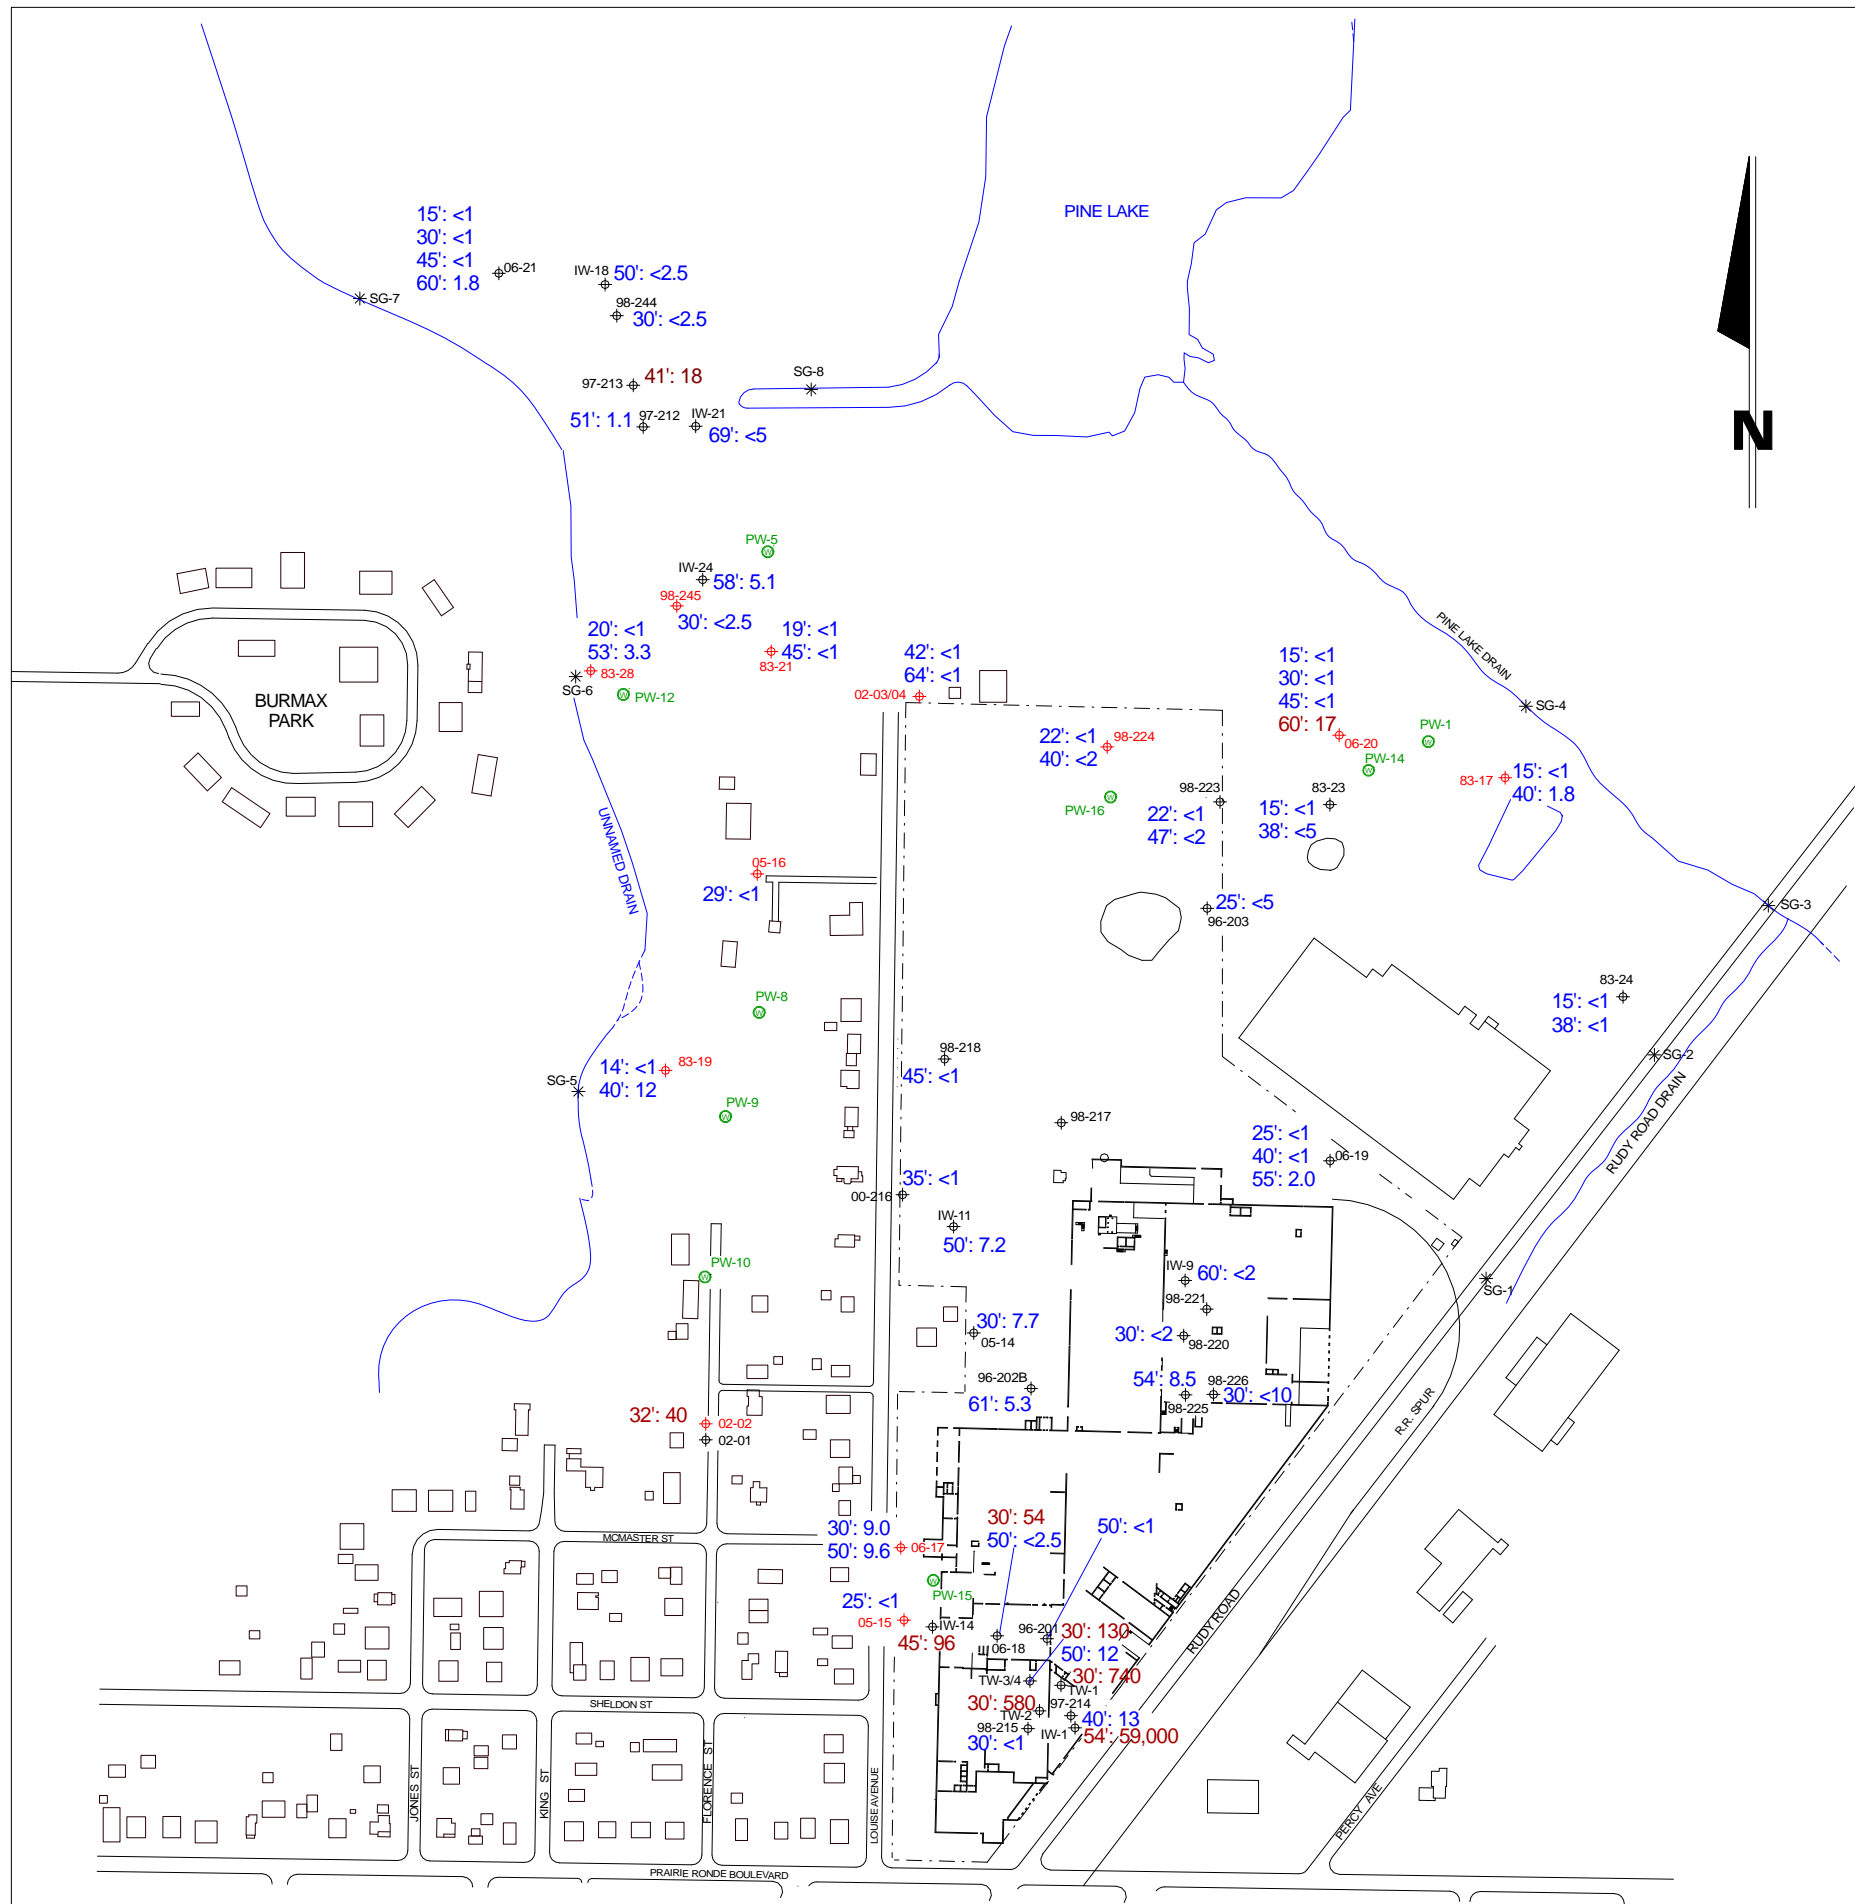 PINE LAKE
15': <1
30': <1
45': <1
60': 1.8
06-21
IW-18
50': <2.5
SG-7
98-244
30': <2.5
97-213
41': 18
SG-8
51': 1.1
97-212
IW-21
69': <5
N
PW-5
W
IW-24
58': 5.1
98-245
30': <2.5
20': <1
53': 3.3
83-28
SG-6
W
PW-12
19': <1
45': <1
83-21
42': <1
64': <1
02-03/04
BURMAX
PARK
PINE LAKE DRAIN
15': <1
30': <1
45': <1
60': 17
06-20
SG-4
PW-1
W
PW-14
W
22': <1
40': <2
98-224
83-17
15': <1
40': 1.8
98-223
22': <1
47': <2
PW-16
W
83-23
15': <1
38': <5
UNNAMED DRAIN
05-16
29': <1
25': <5
96-203
SG-3
83-24
15': <1
38': <1
PW-8
W
98-218
45': <1
SG-2
RUDY ROAD DRAIN
83-19
14': <1
40': 12
SG-5
PW-9
W
98-217
25': <1
40': <1
55': 2.0
06-19
35': <1
00-216
IW-11
50': 7.2
PW-10
W
IW-9
60': <2
SG-1
98-221
30': <2
98-220
30': 7.7
05-14
96-202B
61': 5.3
54': 8.5
98-225
98-226
30': <10
R.R. SPUR
32': 40
02-02
02-01
30': 54
50': <2.5
50': <1
30': 9.0
50': 9.6
06-17
MCMASTER ST
W
PW-15
25': <1
05-15
IW-14
45': 96
06-18
96-201
30': 130
50': 12
RUDY ROAD
TW-3/4
30': 740
TW-1
30': 580
TW-2
97-214
40': 13
98-215
30': <1
IW-1
54': 59,000
SHELDON ST
JONES ST
KING ST
FLORENCE ST
LOUISE AVENUE
PERCY AVE
PRAIRIE RONDE BOULEVARD